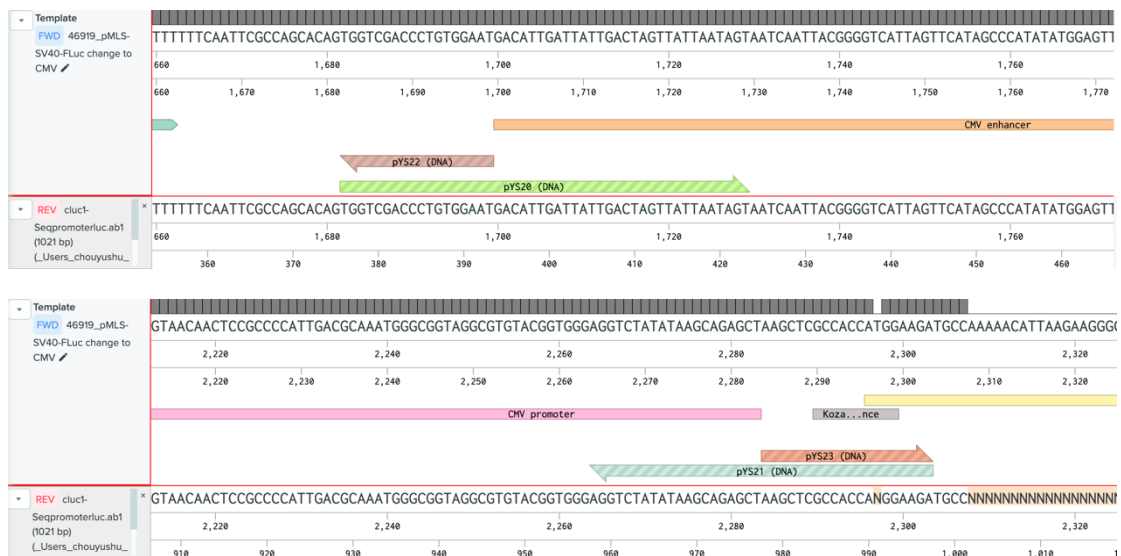 Template
FWD 46919_pMLS-
SV40-FLuc change to
CMV
TTTTTTCAATTCGCCAGCACAGTGGTCGACCCTGTGGAATGACATTGATTATTGACTAGTTATTAATAGTAATCAATTACGGGGTCATTAGTTCATAGCCCATATATGGAGTT
660 1,680 1,700 1,720 1,740 1,760
660 1,670 1,680 1,690 1,700 1,710 1,720 1,730 1,740 1,750 1,760 1,770
CMV enhancer
pYS22 (DNA)
pYS20 (DNA)
REV cluc1-
Seqpromoterluc.ab1
(1021 bp)
(_Users_chouyushu_
TTTTTTCAATTCGCCAGCACAGTGGTCGACCCTGTGGAATGACATTGATTATTGACTAGTTATTAATAGTAATCAATTACGGGGTCATTAGTTCATAGCCCATATATGGAGTT
660 1,680 1,700 1,720 1,740 1,760
360 370 380 390 400 410 420 430 440 450 460
Template
FWD 46919_pMLS-
SV40-FLuc change to
CMV
GTAACAACTCCGCCCCATTGACGCAAATGGGCGGTAGGCGTGTACGGTGGGAGGTCTATATAAGCAGAGCTAAGCTCGCCACCATGGAAGATGCCAAAAACATTAAGAAGGGC
2,220 2,240 2,260 2,280 2,300 2,320
2,220 2,230 2,240 2,250 2,260 2,270 2,280 2,290 2,300 2,310 2,320
CMV promoter
Koza...nce
pYS23 (DNA)
pYS21 (DNA)
REV cluc1-
Seqpromoterluc.ab1
(1021 bp)
(_Users_chouyushu_
GTAACAACTCCGCCCCATTGACGCAAATGGGCGGTAGGCGTGTACGGTGGGAGGTCTATATAAGCAGAGCTAAGCTCGCCACCANGGAAGATGCCNNNNNNNNNNNNNNNNNN
2,220 2,240 2,260 2,280 2,300 2,320
910 920 930 940 950 960 970 980 990 1,000 1,010